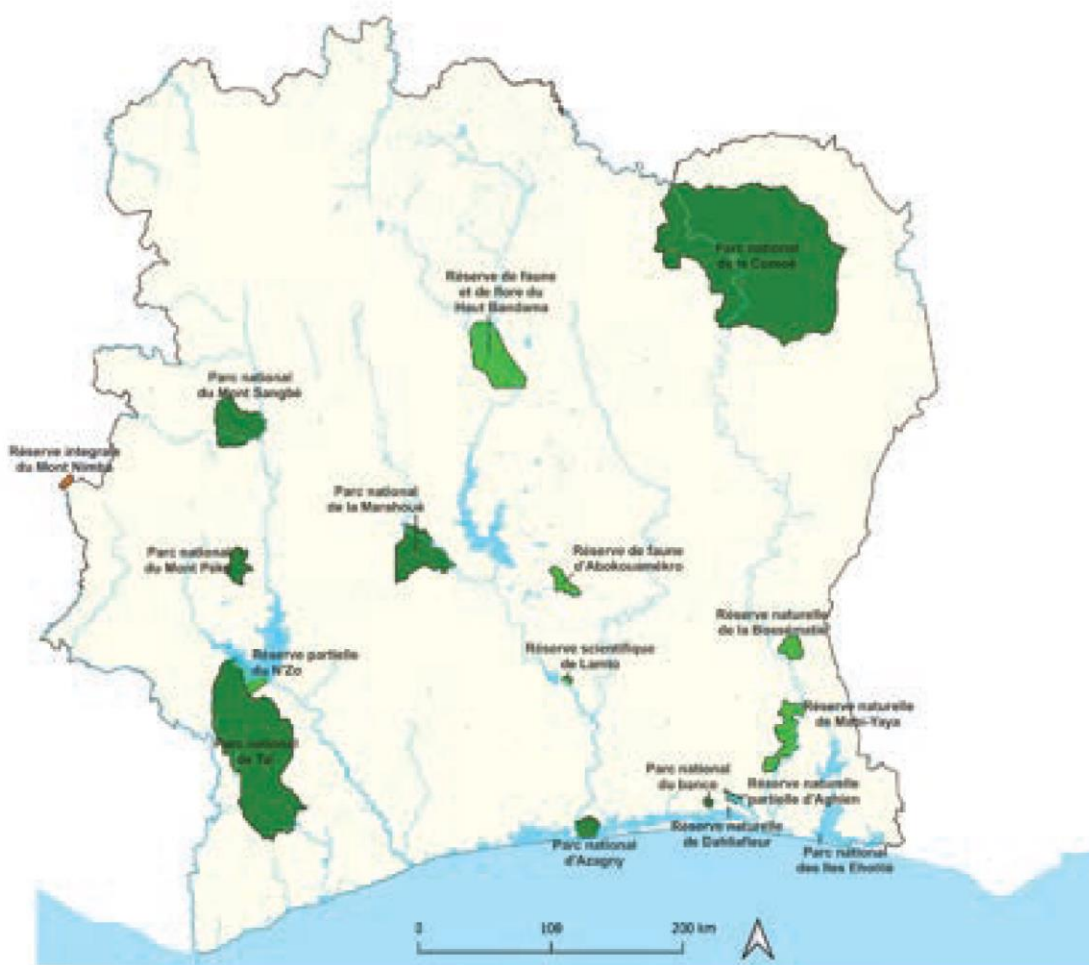 Parc national
de la Comoé
Réserve de faune
et de flore du
Haut Bandama
Parc national
du Mont Sangbé
Réserve integrale
du Mont Nimba
Parc national
de la Marahoué
Parc national
du Mont Péko
Réserve de faune
d'Abokouamékro
Réserve naturelle
de la Bossématié
Réserve scientifique
de Lamto
Réserve partielle
du N'Zo
Réserve naturelle
de Mabi-Yaya
Parc national
de Taï
Parc national
du banco
Réserve naturelle
partielle d'Aghien
Réserve naturelle
de Dahliafleur
Parc national
d'Azagny
Parc national
des Iles Ehotilé
0 100 200 km